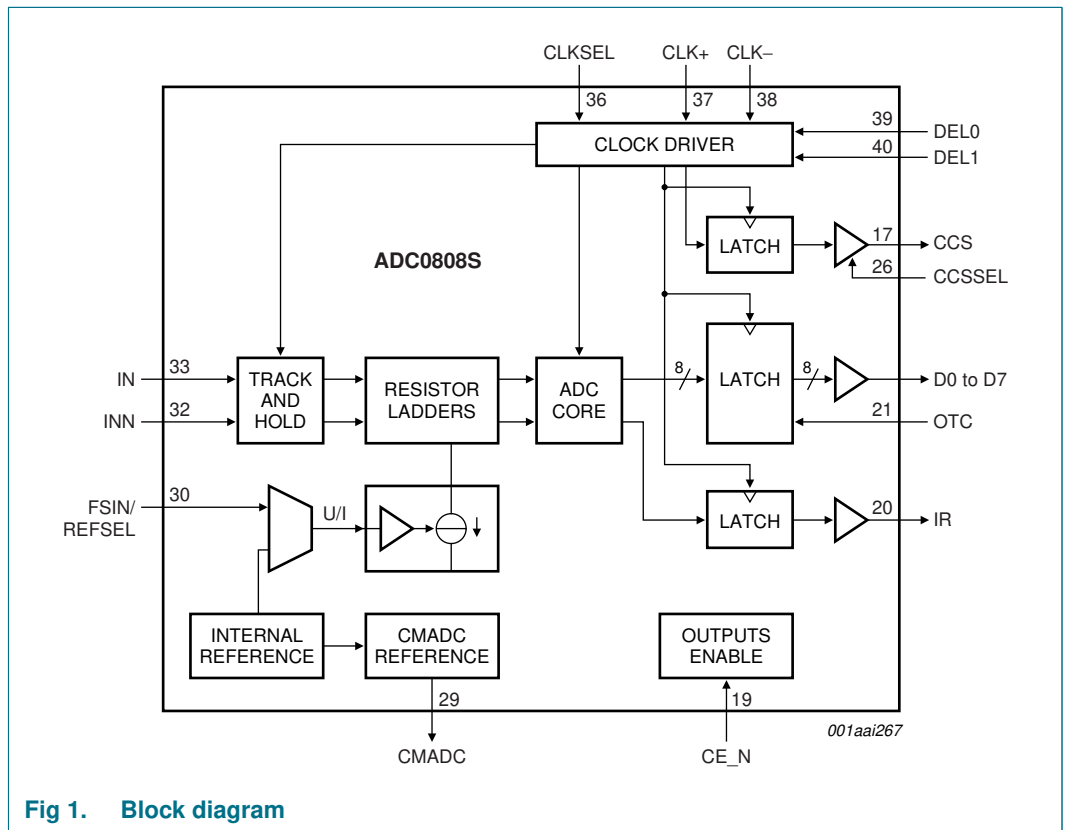 CLKSEL
CLK+
CLK−
36
37
38
CLOCK DRIVER
39
DEL0
40
DEL1
LATCH
17
CCS
26
CCSSEL
ADC0808S
IN
33
INN
32
TRACK
AND
HOLD
RESISTOR
LADDERS
ADC
CORE
8
LATCH
8
D0 to D7
21
OTC
FSIN/
REFSEL
30
U/I
LATCH
20
IR
INTERNAL
REFERENCE
CMADC
REFERENCE
OUTPUTS
ENABLE
29
19
001aai267
CMADC
CE_N
Fig 1. Block diagram